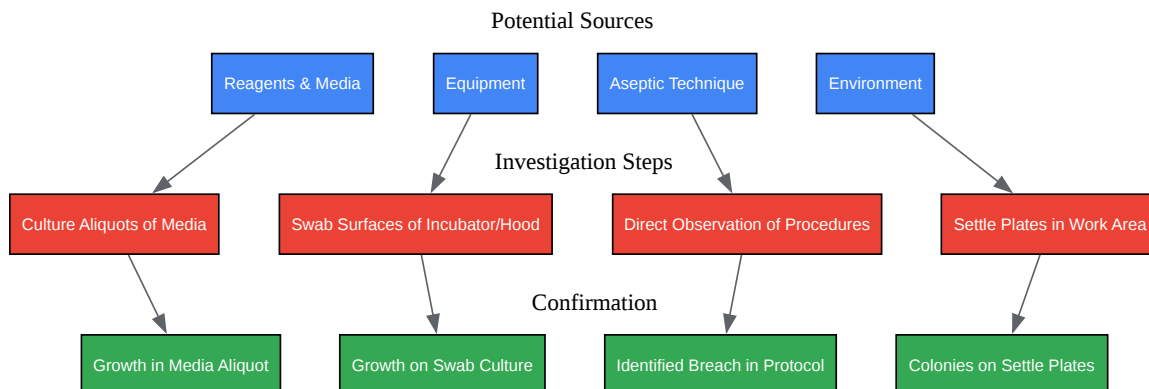 Potential Sources
Reagents & Media
Equipment
Aseptic Technique
Environment
Investigation Steps
Culture Aliquots of Media
Swab Surfaces of Incubator/Hood
Direct Observation of Procedures
Settle Plates in Work Area
Confirmation
Growth in Media Aliquot
Growth on Swab Culture
Identified Breach in Protocol
Colonies on Settle Plates